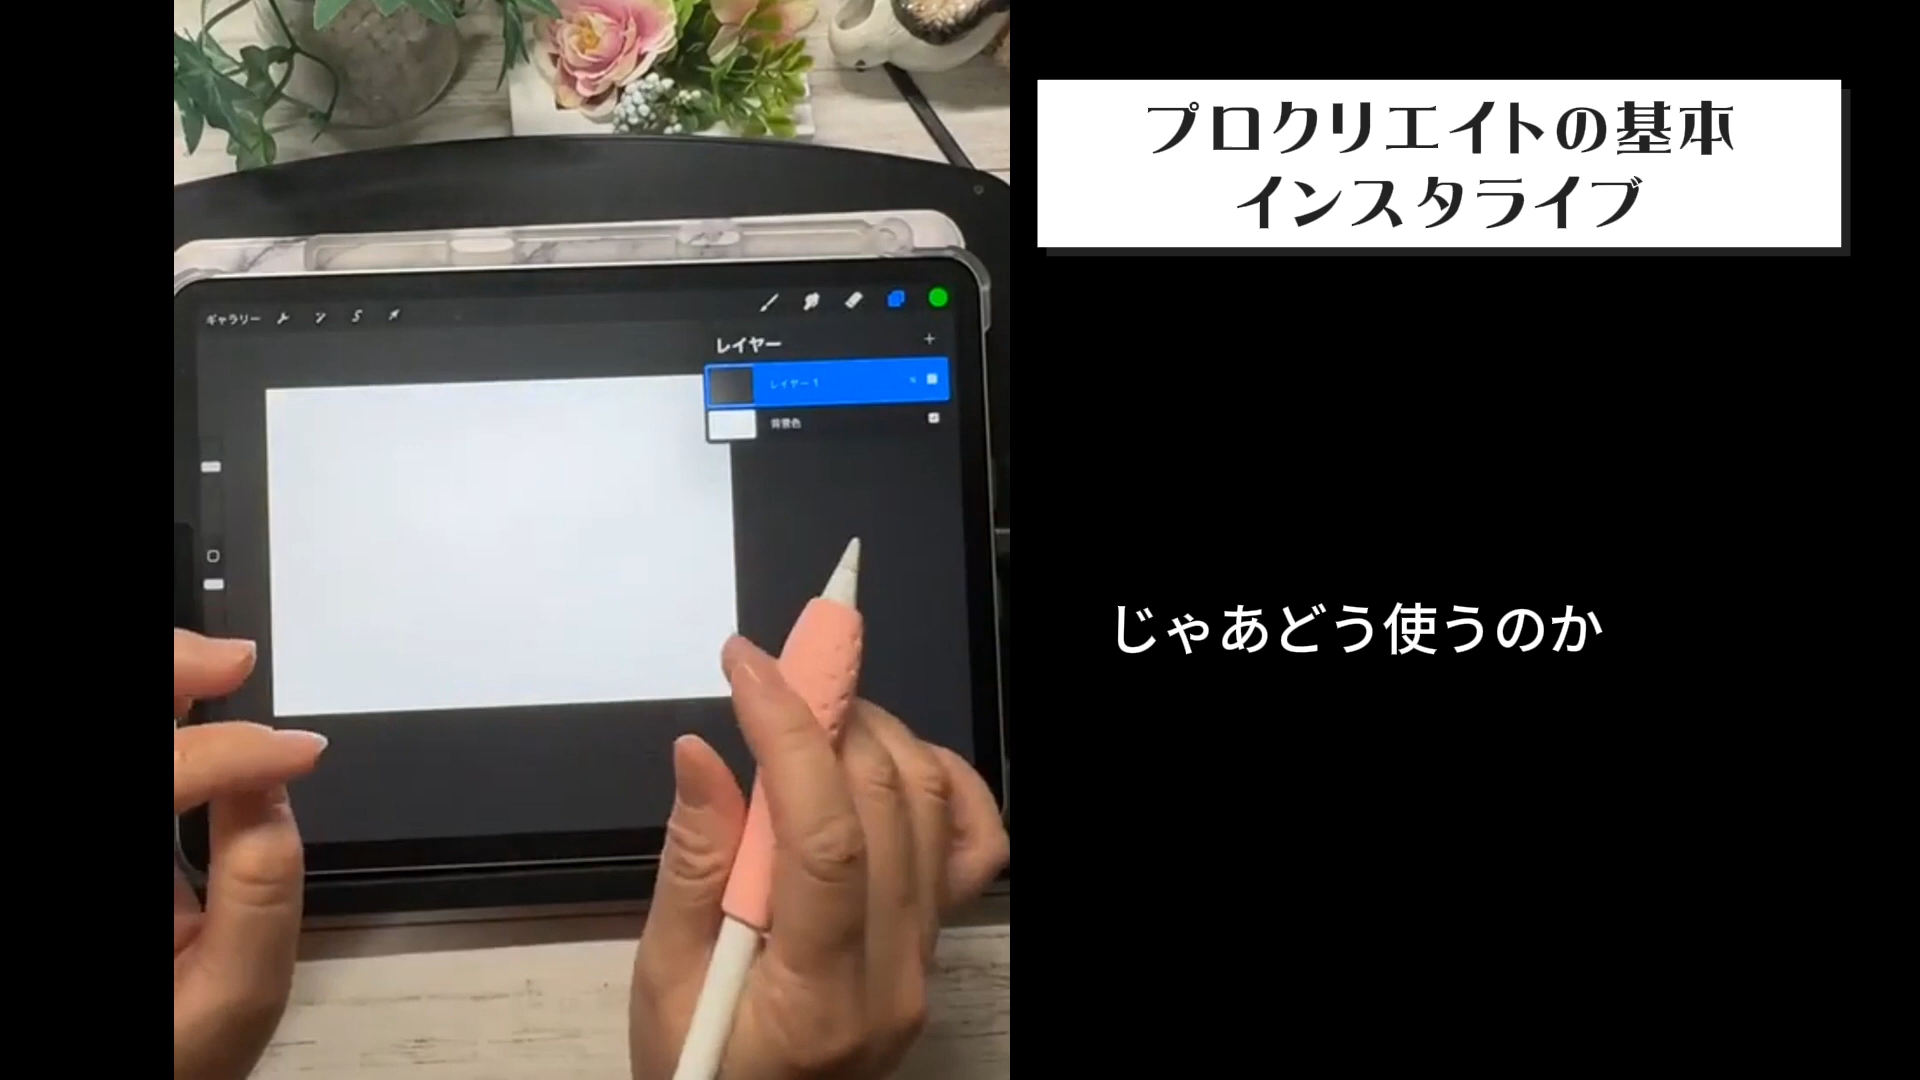 プロクリエイトの基本
インスタライブ
ギャラリー
レイヤー
レイヤー 1
N
背景色
じゃあどう使うのか